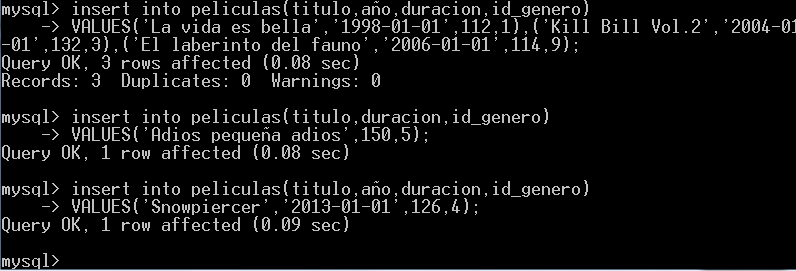 mysql> insert into peliculas(titulo,año,duracion,id_genero)
    -> VALUES('La vida es bella','1998-01-01',112,1),('Kill Bill Vol.2','2004-01
-01',132,3),('El laberinto del fauno','2006-01-01',114,9);
Query OK, 3 rows affected (0.08 sec)
Records: 3  Duplicates: 0  Warnings: 0

mysql> insert into peliculas(titulo,duracion,id_genero)
    -> VALUES('Adios pequeña adios',150,5);
Query OK, 1 row affected (0.08 sec)

mysql> insert into peliculas(titulo,año,duracion,id_genero)
    -> VALUES('Snowpiercer','2013-01-01',126,4);
Query OK, 1 row affected (0.09 sec)

mysql>